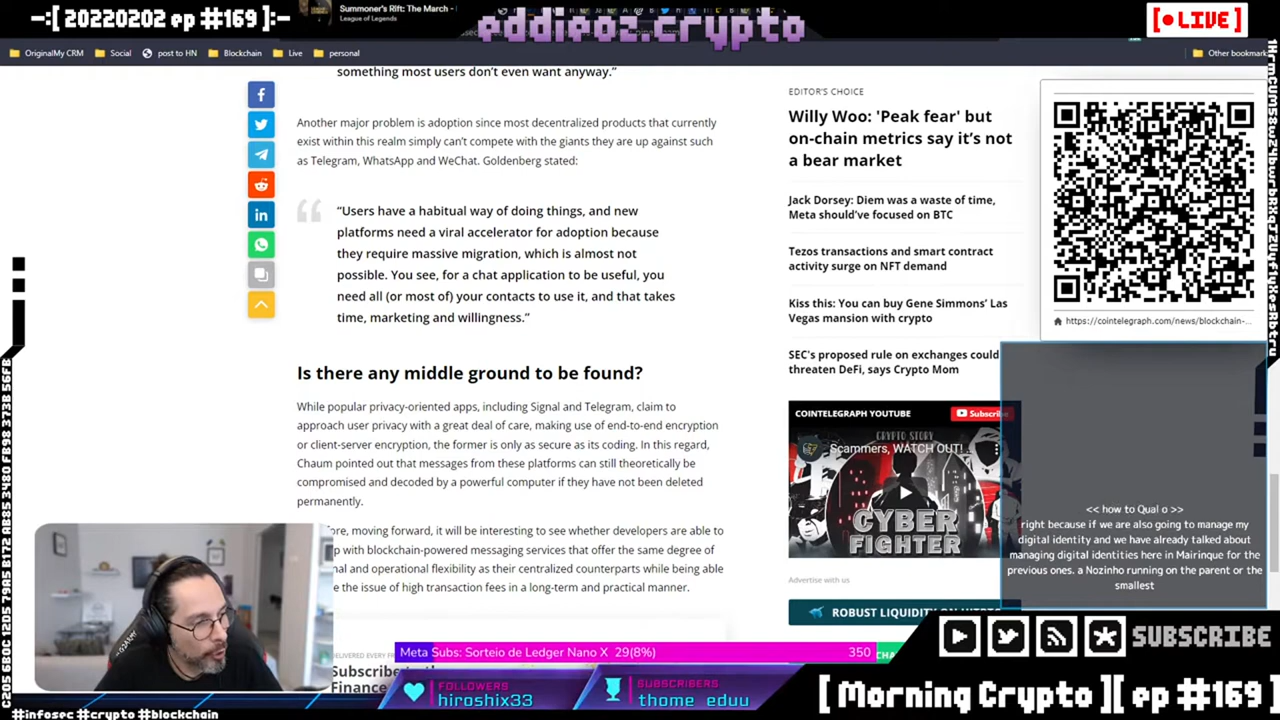 –:[ 20220202 ep #169 ]:–
Summoner's Rift: The March -
League of Legends
eddieoz.crypto
[● LIVE ]
OriginalMy CRM
Social
post to HN
Blockchain
Live
personal
Other bookmark
something most users don't even want anyway.”
Another major problem is adoption since most decentralized products that currently
exist within this realm simply can’t compete with the giants they are up against such
as Telegram, WhatsApp and WeChat. Goldenberg stated:
“Users have a habitual way of doing things, and new
platforms need a viral accelerator for adoption because
they require massive migration, which is almost not
possible. You see, for a chat application to be useful, you
need all (or most of) your contacts to use it, and that takes
time, marketing and willingness.”
Is there any middle ground to be found?
While popular privacy-oriented apps, including Signal and Telegram, claim to
approach user privacy with a great deal of care, making use of end-to-end encryption
or client-server encryption, the former is only as secure as its coding. In this regard,
Chaum pointed out that messages from these platforms can still theoretically be
compromised and decoded by a powerful computer if they have not been deleted
permanently.
fore, moving forward, it will be interesting to see whether developers are able to
p with blockchain-powered messaging services that offer the same degree of
nal and operational flexibility as their centralized counterparts while being able
e the issue of high transaction fees in a long-term and practical manner.
EDITOR'S CHOICE
Willy Woo: 'Peak fear' but
on-chain metrics say it’s not
a bear market
Jack Dorsey: Diem was a waste of time,
Meta should’ve focused on BTC
Tezos transactions and smart contract
activity surge on NFT demand
Kiss this: You can buy Gene Simmons’ Las
Vegas mansion with crypto
SEC's proposed rule on exchanges could
threaten DeFi, says Crypto Mom
COINTELEGRAPH YOUTUBE
Subscribe
CRYPTO STORY
Scammers, WATCH OUT! ...
CYBER
FIGHTER
Advertise with us
ROBUST LIQUIDITY
https://cointelegraph.com/news/blockchain-...
<< how to Qual o >>
right because if we are also going to manage my
digital identity and we have already talked about
managing digital identities here in Mairinque for the
previous ones. a Nozinho running on the parent or the
smallest
DELIVERED EVERY
Subscribe to
Finance
Meta Subs: Sorteio de Ledger Nano X 29(8%)
350
FOLLOWERS
hiroshix33
SUBSCRIBERS
thome_eduu
SUBSCRIBE
[ Morning Crypto ][ ep #169 ]
#infosec #crypto #blockchain